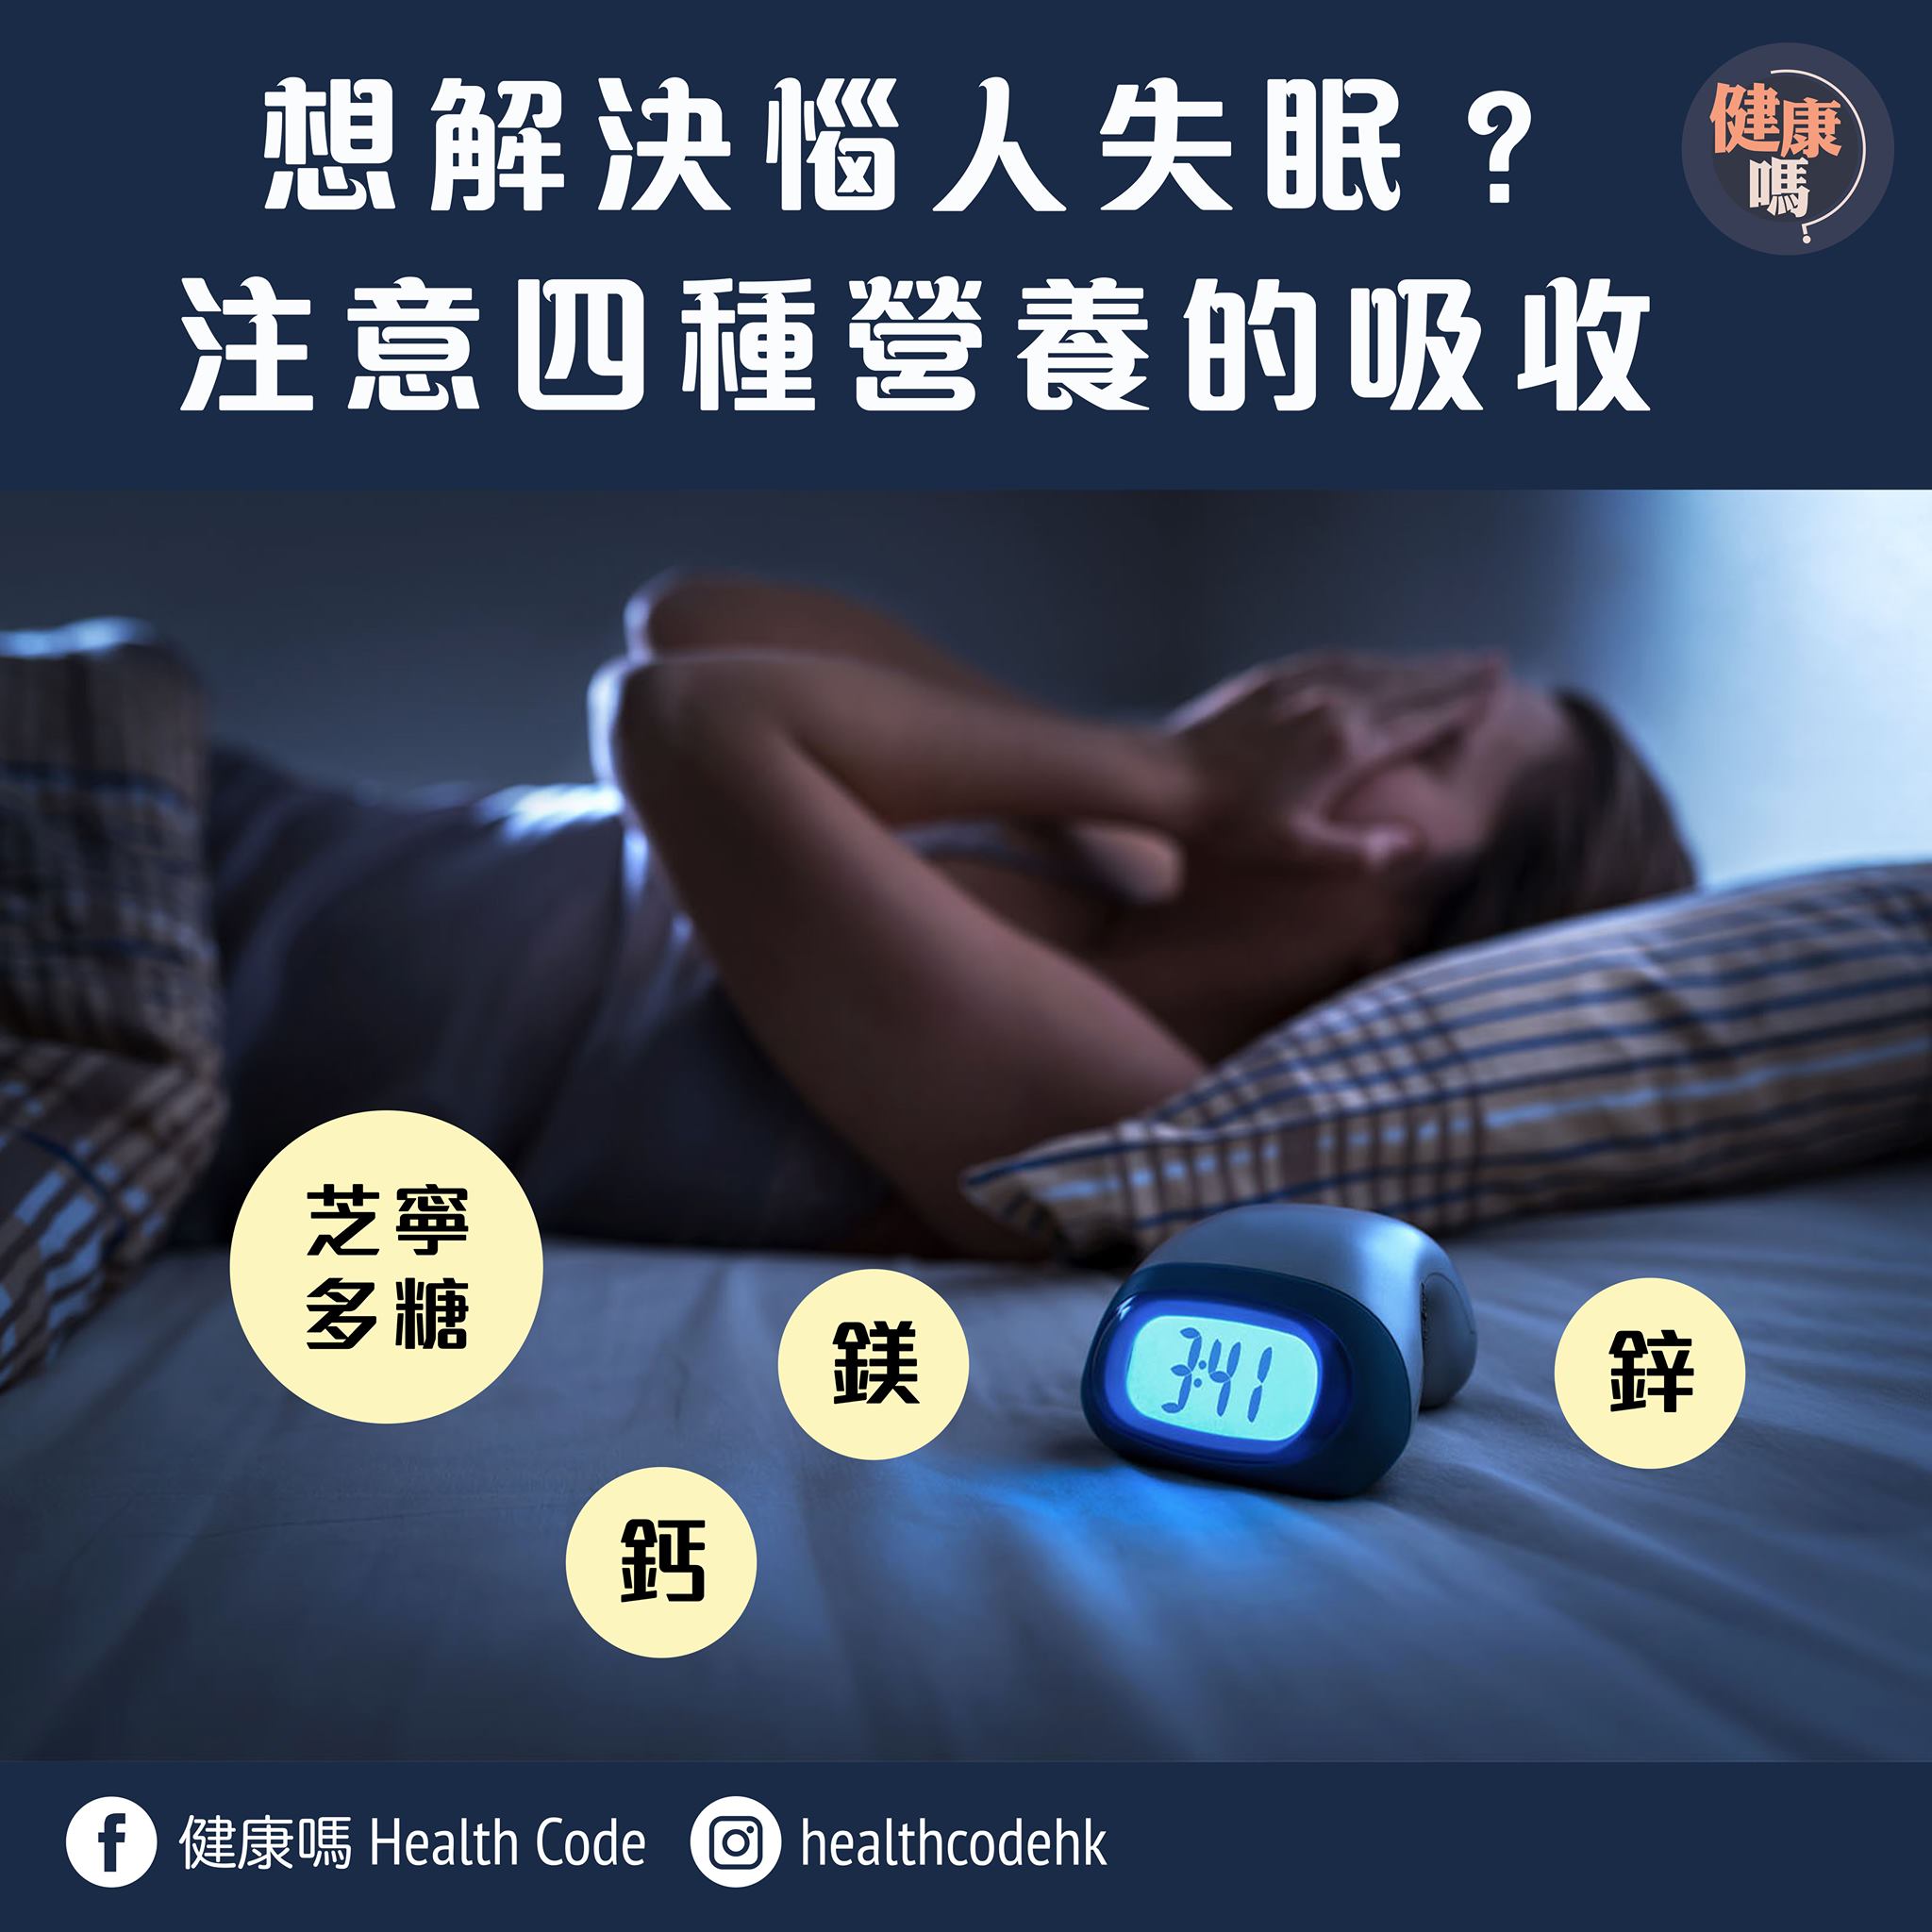 想解決惱人失眠？
注意四種營養的吸收
健康
嗎?
芝寧
多糖
鎂
3:41
鋅
鈣
健康嗎 Health Code
healthcodehk